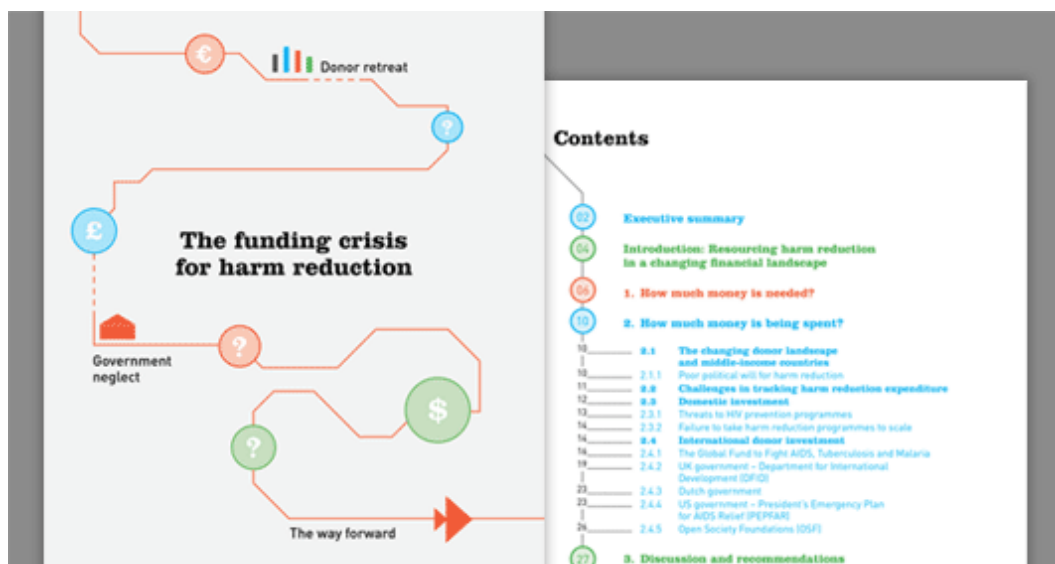 €
Donor retreat
?
£
The funding crisis
for harm reduction
Government
neglect
?
$
?
The way forward
Contents
02 Executive summary
04 Introduction: Resourcing harm reduction
in a changing financial landscape
06 1. How much money is needed?
10 2. How much money is being spent?
10 2.1 The changing donor landscape
and middle-income countries
10 2.1.1 Poor political will for harm reduction
11 2.2 Challenges in tracking harm reduction expenditure
12 2.3 Domestic investment
13 2.3.1 Threats to HIV prevention programmes
14 2.3.2 Failure to take harm reduction programmes to scale
14 2.4 International donor investment
16 2.4.1 The Global Fund to Fight AIDS, Tuberculosis and Malaria
19 2.4.2 UK government – Department for International
Development (DFID)
23 2.4.3 Dutch government
23 2.4.4 US government – President's Emergency Plan
for AIDS Relief (PEPFAR)
26 2.4.5 Open Society Foundations (OSF)
27 3. Discussion and recommendations